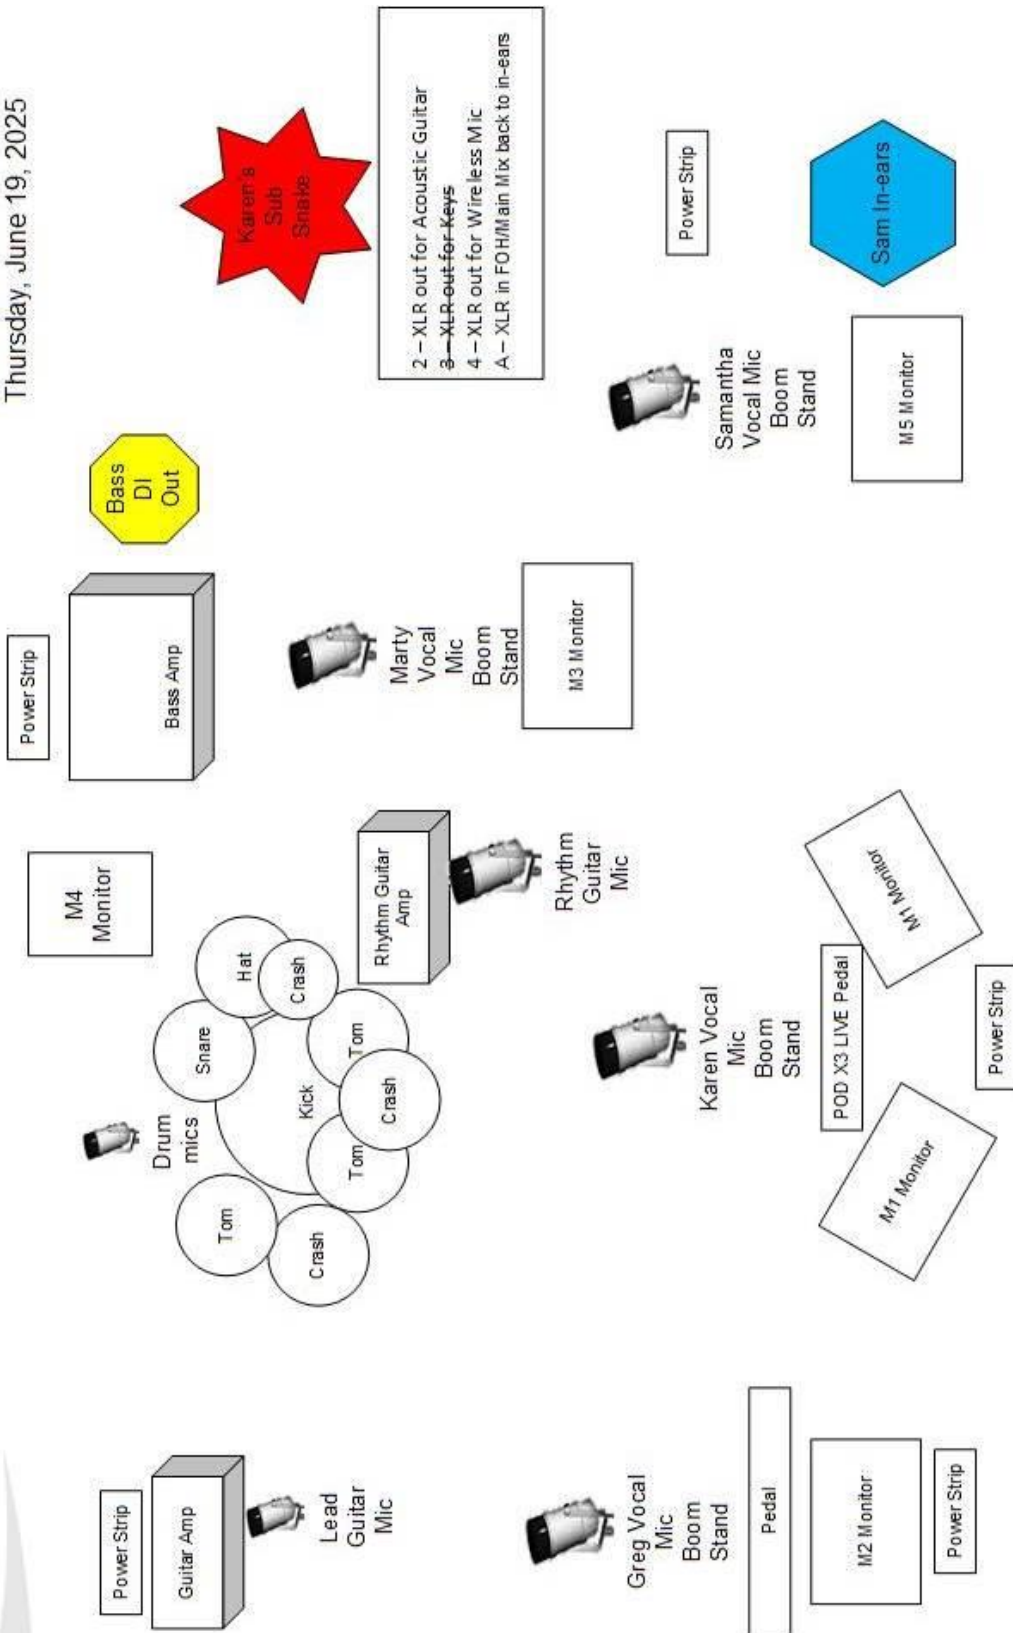 Thursday, June 19, 2025
Power Strip
Guitar Amp
Lead
Guitar
Mic
Drum
mics
Tom
Crash
Snare
Hat
Crash
Kick
Tom
Tom
Crash
M4
Monitor
Rhythm Guitar
Amp
Rhythm
Guitar
Mic
Power Strip
Bass Amp
Bass
DI
Out
Marty
Vocal
Mic
Boom
Stand
M3 Monitor
Karen's
Sub
Snake
2 – XLR out for Acoustic Guitar
3 – XLR out for Keys
4 – XLR out for Wireless Mic
A – XLR in FOH/Main Mix back to in-ears
Greg Vocal
Mic
Boom
Stand
Pedal
M2 Monitor
Power Strip
Karen Vocal
Mic
Boom
Stand
POD X3 LIVE Pedal
M1 Monitor
M1 Monitor
Power Strip
Samantha
Vocal Mic
Boom
Stand
M5 Monitor
Power Strip
Sam In-ears